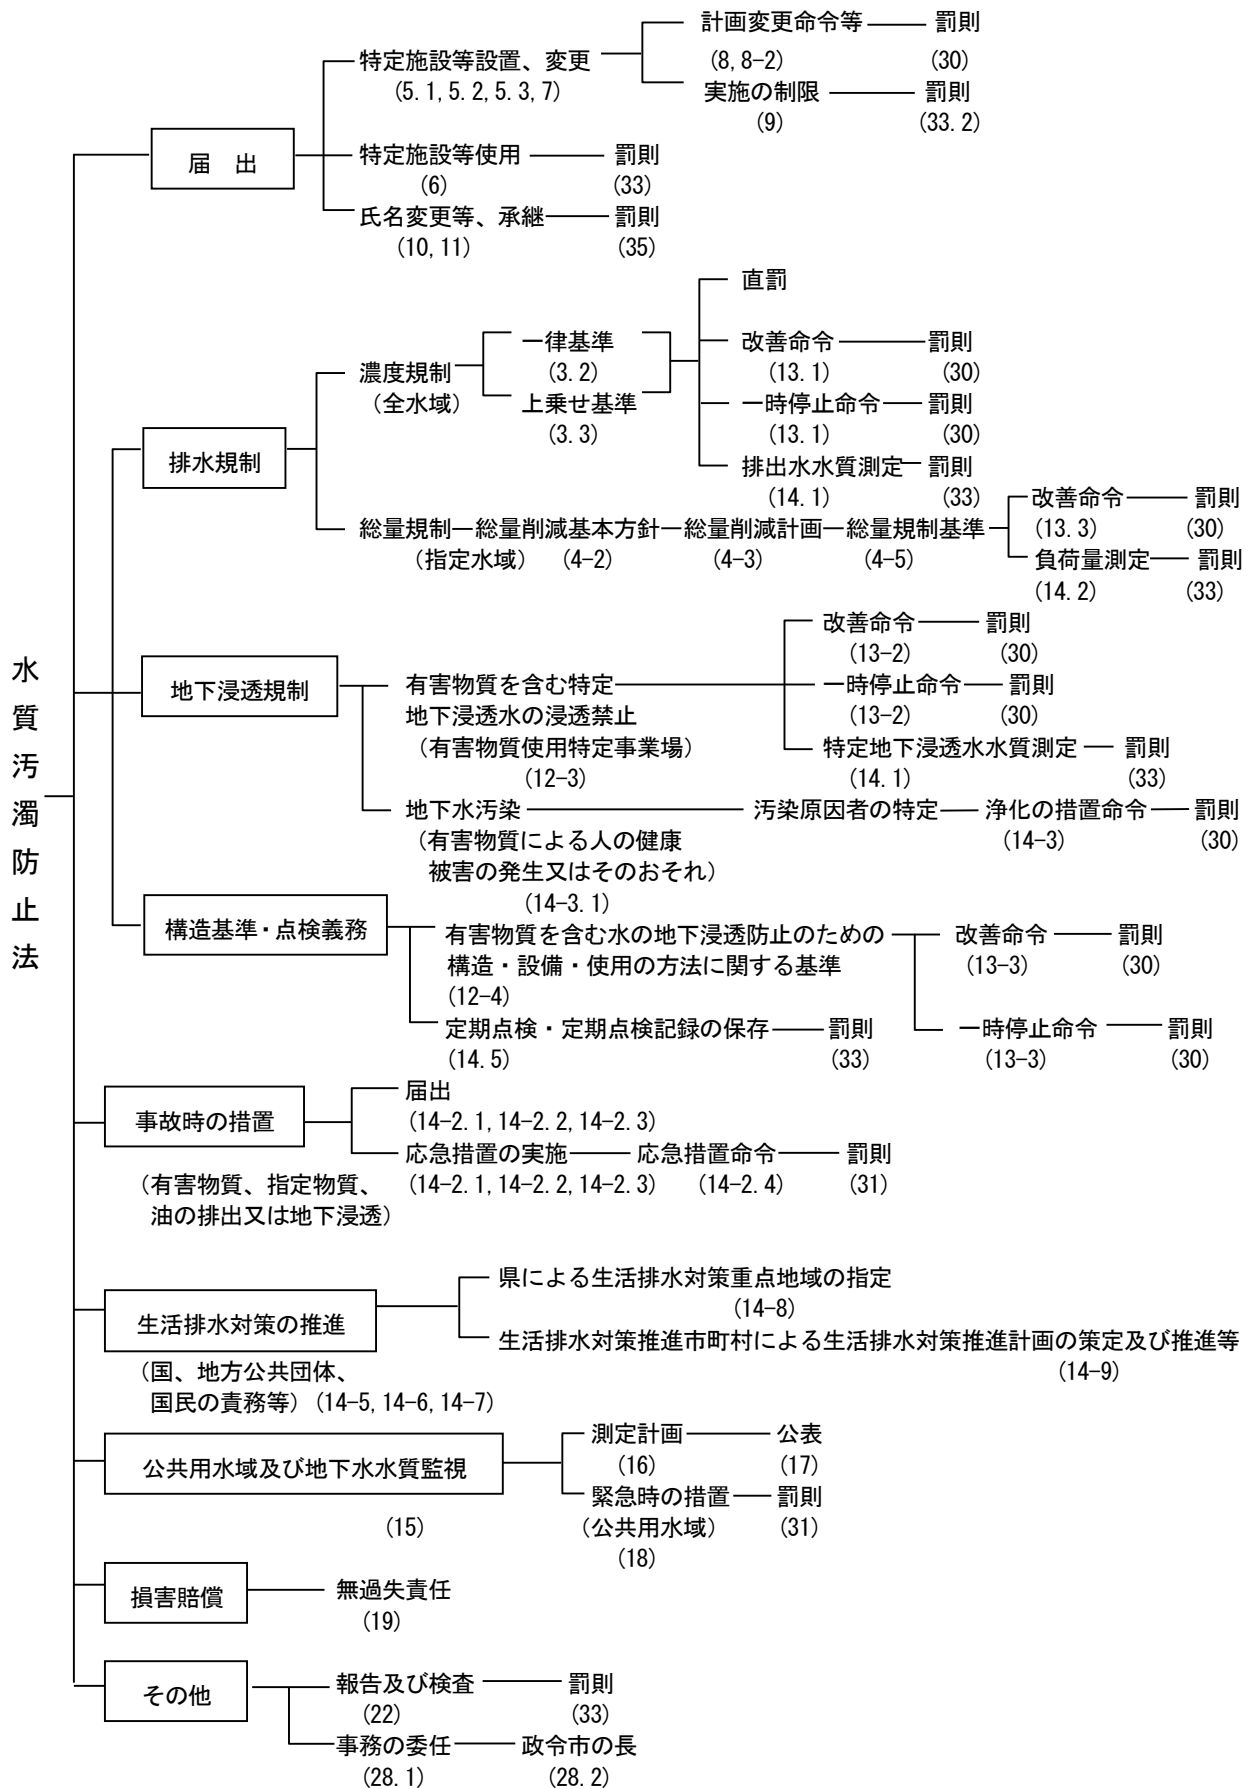 水質汚濁防止法
計画変更命令等 罰則
特定施設等設置、変更 (8,8-2) (30)
(5.1,5.2,5.3,7) 実施の制限 罰則
(9) (33.2)
届 出
特定施設等使用 罰則
(6) (33)
氏名変更等、承継 罰則
(10,11) (35)
直罰
一律基準 改善命令 罰則
濃度規制 (3.2) (13.1) (30)
(全水域) 上乗せ基準 一時停止命令 罰則
(3.3) (13.1) (30)
排水規制
排出水水質測定 罰則
(14.1) (33)
改善命令 罰則
総量規制 総量削減基本方針 総量削減計画 総量規制基準 (13.3) (30)
(指定水域) (4-2) (4-3) (4-5) 負荷量測定 罰則
(14.2) (33)
改善命令 罰則
(13-2) (30)
地下浸透規制
有害物質を含む特定 一時停止命令 罰則
地下浸透水の浸透禁止 (13-2) (30)
(有害物質使用特定事業場) 特定地下浸透水水質測定 罰則
(12-3) (14.1) (33)
地下水汚染 汚染原因者の特定 浄化の措置命令 罰則
(有害物質による人の健康 (14-3) (30)
被害の発生又はそのおそれ)
(14-3.1)
構造基準・点検義務
有害物質を含む水の地下浸透防止のための 改善命令 罰則
構造・設備・使用の方法に関する基準 (13-3) (30)
(12-4)
定期点検・定期点検記録の保存 罰則 一時停止命令 罰則
(14.5) (33) (13-3) (30)
事故時の措置
届出
(14-2.1,14-2.2,14-2.3)
応急措置の実施 応急措置命令 罰則
(有害物質、指定物質、 (14-2.1,14-2.2,14-2.3) (14-2.4) (31)
油の排出又は地下浸透)
県による生活排水対策重点地域の指定
(14-8)
生活排水対策の推進
生活排水対策推進市町村による生活排水対策推進計画の策定及び推進等
(国、地方公共団体、 (14-9)
国民の責務等) (14-5,14-6,14-7)
測定計画 公表
公共用水域及び地下水水質監視 (16) (17)
緊急時の措置 罰則
(15) (公共用水域) (31)
(18)
損害賠償 無過失責任
(19)
その他 報告及び検査 罰則
(22) (33)
事務の委任 政令市の長
(28.1) (28.2)